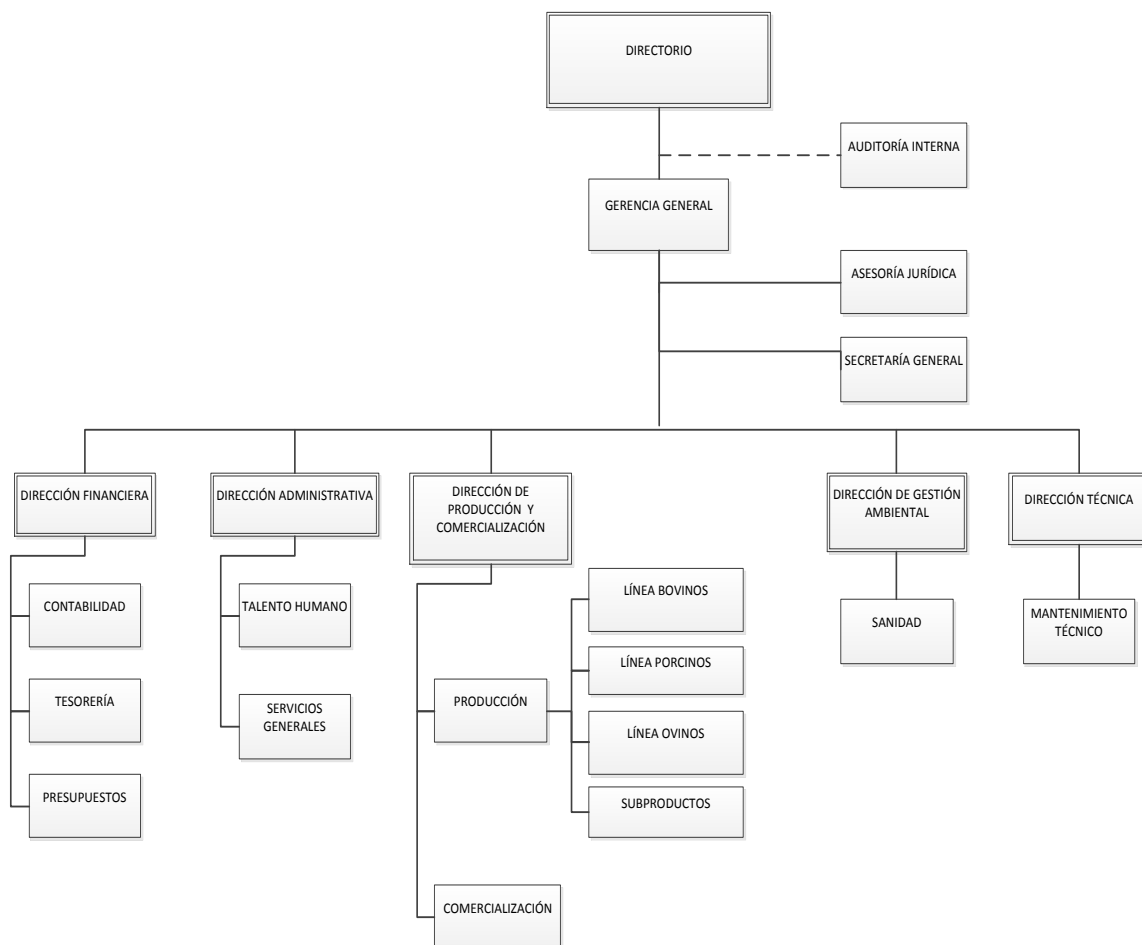 DIRECTORIO
AUDITORÍA INTERNA
GERENCIA GENERAL
ASESORÍA JURÍDICA
SECRETARÍA GENERAL
DIRECCIÓN FINANCIERA
DIRECCIÓN ADMINISTRATIVA
DIRECCIÓN DE
PRODUCCIÓN Y
COMERCIALIZACIÓN
DIRECCIÓN DE GESTIÓN
AMBIENTAL
DIRECCIÓN TÉCNICA
CONTABILIDAD
TESORERÍA
PRESUPUESTOS
TALENTO HUMANO
SERVICIOS
GENERALES
PRODUCCIÓN
LÍNEA BOVINOS
LÍNEA PORCINOS
LÍNEA OVINOS
SUBPRODUCTOS
COMERCIALIZACIÓN
SANIDAD
MANTENIMIENTO
TÉCNICO